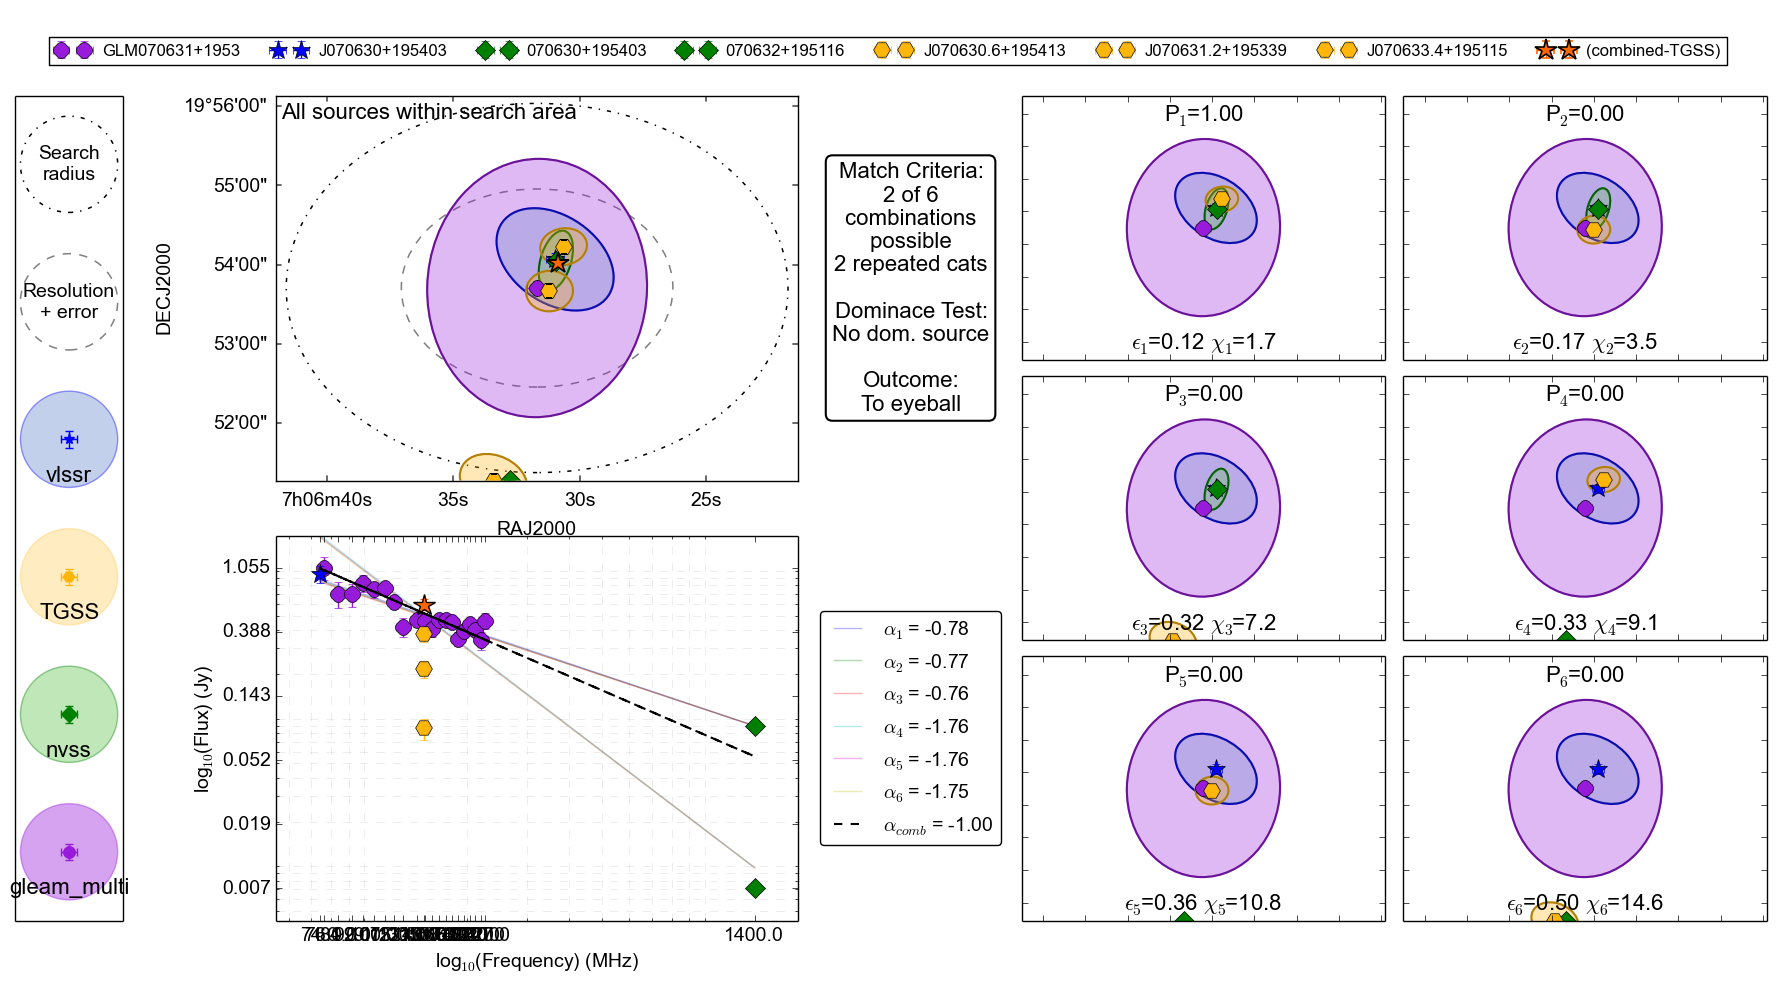 GLM070631+1953 J070630+195403 070630+195403 070632+195116 J070630.6+195413 J070631.2+195339 J070633.4+195115 (combined-TGSS)
Search
radius
Resolution
+ error
vlssr
TGSS
nvss
gleam_multi
All sources within search area
DECJ2000
19°56'00"
55'00"
54'00"
53'00"
52'00"
7h06m40s 35s 30s 25s
RAJ2000
log10(Flux) (Jy)
1.055
0.388
0.143
0.052
0.019
0.007
1400.0
log10(Frequency) (MHz)
Match Criteria:
2 of 6
combinations
possible
2 repeated cats
Dominace Test:
No dom. source
Outcome:
To eyeball
α1 = -0.78
α2 = -0.77
α3 = -0.76
α4 = -1.76
α5 = -1.76
α6 = -1.75
αcomb = -1.00
P1=1.00
ϵ1=0.12 χ1=1.7
P2=0.00
ϵ2=0.17 χ2=3.5
P3=0.00
ϵ3=0.32 χ3=7.2
P4=0.00
ϵ4=0.33 χ4=9.1
P5=0.00
ϵ5=0.36 χ5=10.8
P6=0.00
ϵ6=0.50 χ6=14.6